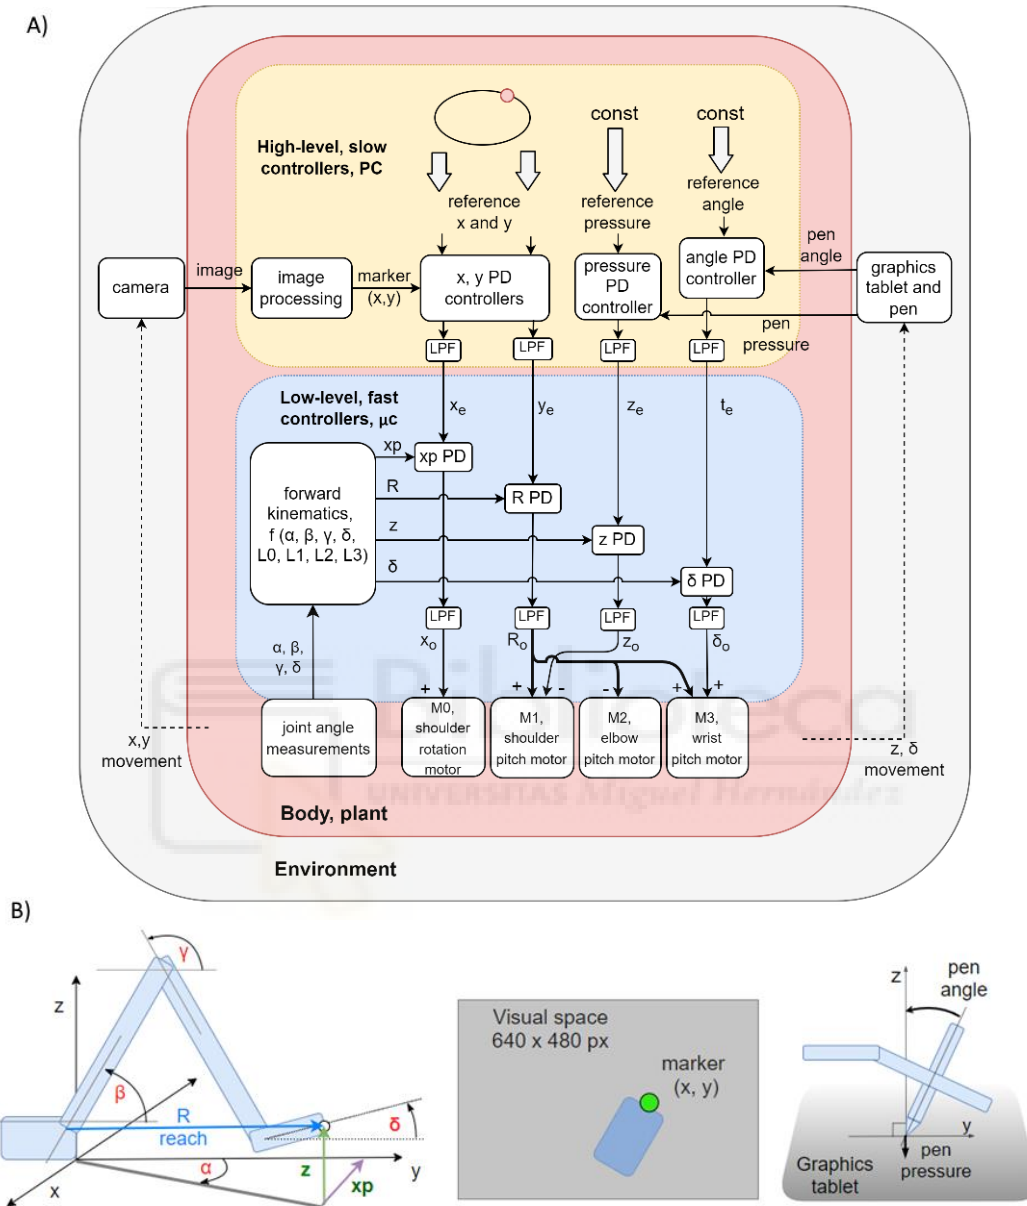 A)
High-level, slow
controllers, PC
const
const
reference
x and y
reference
pressure
reference
angle
camera
image
image
processing
marker
(x,y)
x, y PD
controllers
pressure
PD
controller
angle PD
controller
pen
angle
pen
pressure
graphics
tablet and
pen
LPF
LPF
LPF
LPF
Low-level, fast
controllers, μc
xₑ
yₑ
zₑ
tₑ
forward
kinematics,
f (α, β, γ, δ,
L0, L1, L2, L3)
xp
R
z
δ
xp PD
R PD
z PD
δ PD
LPF
LPF
LPF
LPF
α, β,
γ, δ
xₒ
Rₒ
zₒ
δₒ
+
+
-
-
+
+
joint angle
measurements
M0,
shoulder
rotation
motor
M1,
shoulder
pitch motor
M2,
elbow
pitch motor
M3,
wrist
pitch motor
x,y
movement
z, δ
movement
Biblioteca
UNIVERSITAS Miguel Hernández
Body, plant
Environment
B)
γ
z
β
R
reach
δ
α
z
xp
y
x
Visual space
640 x 480 px
marker
(x, y)
z
pen
angle
y
pen
pressure
Graphics
tablet